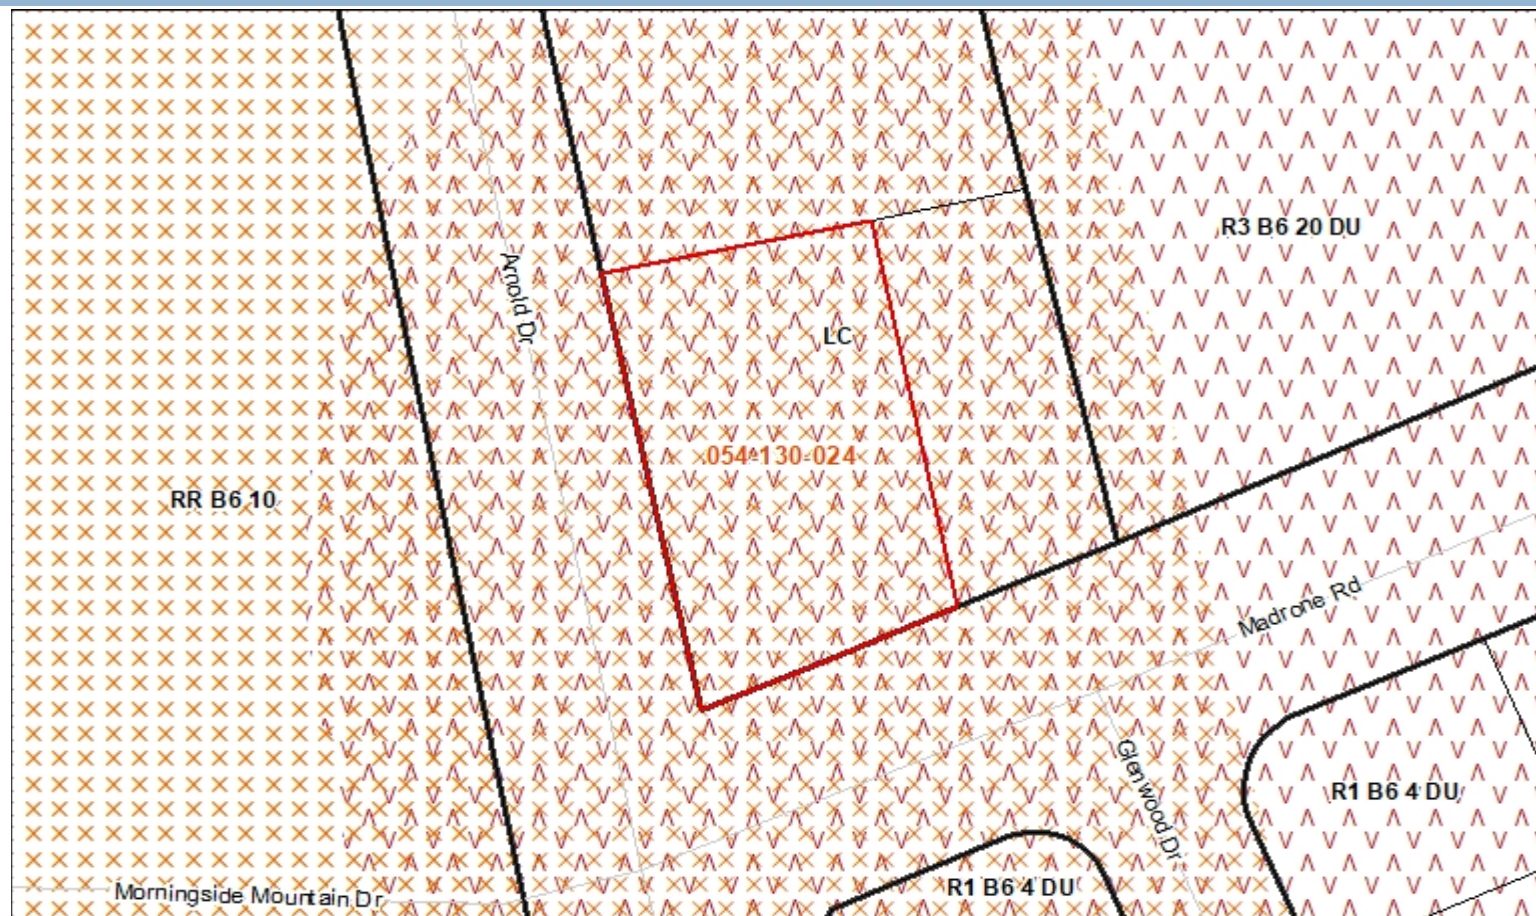 R3 B6 20 DU
Arnold Dr
LC
054-130-024
RR B6 10
Madrone Rd
Glenwood Dr
R1 B6 4 DU
R1 B6 4 DU
Morningside Mountain Dr